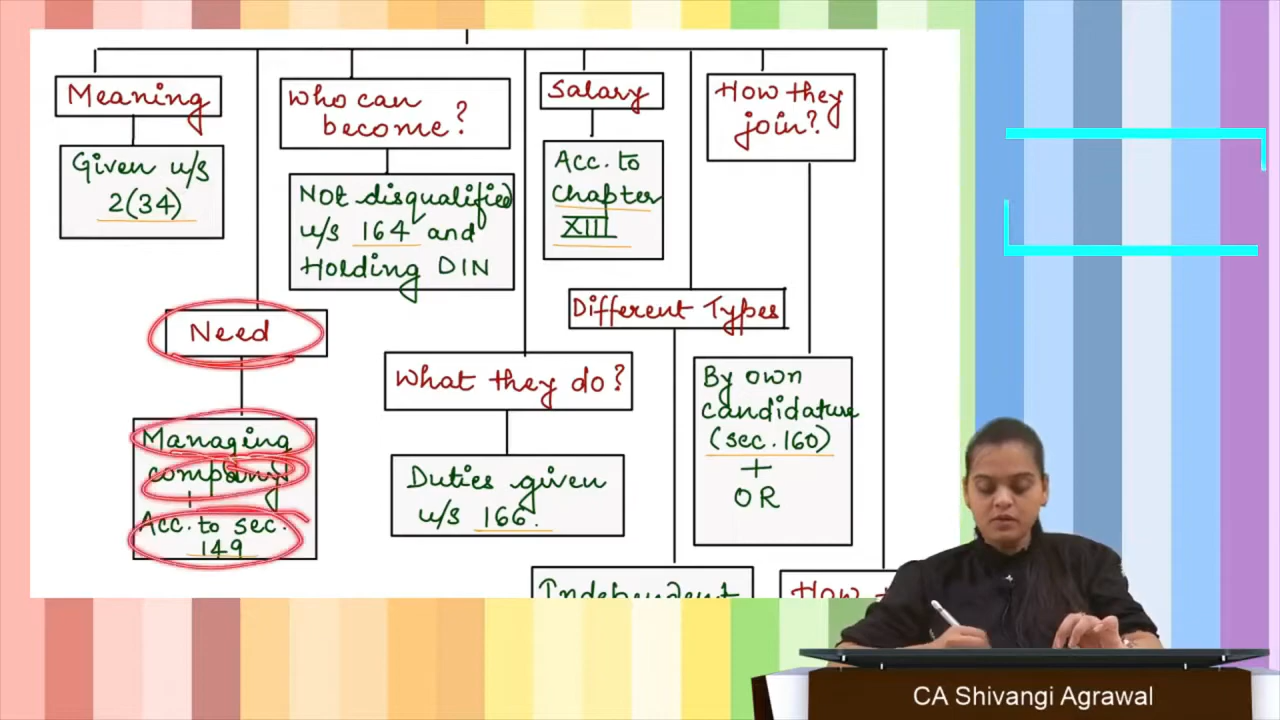 Meaning
Given u/s
2(34)
Need
Managing
company
+
Acc. to sec.
149
Who can
become?
Not disqualified
u/s 164 and
Holding DIN
What they do?
Duties given
u/s 166.
Salary
Acc. to
Chapter
XIII
Different Types
Independent
How they
join?
By own
candidature
(sec. 160)
+
OR
How
CA Shivangi Agrawal